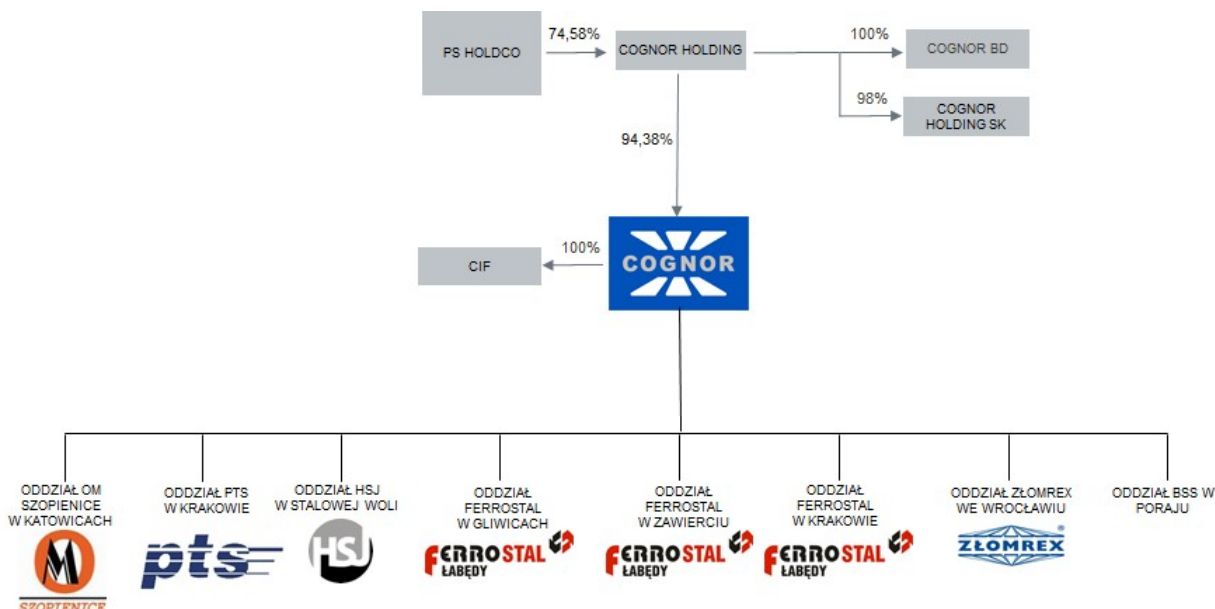 PS HOLDCO
74,58%
COGNOR HOLDING
100%
COGNOR BD
98%
COGNOR
HOLDING SK
94,38%
CIF
100%
COGNOR
ODDZIAŁ OM
SZOPIENICE
W KATOWICACH
M
SZOPIENICE
ODDZIAŁ PTS
W KRAKOWIE
pts
ODDZIAŁ HSJ
W STALOWEJ WOLI
HSJ
ODDZIAŁ
FERROSTAL
W GLIWICACH
FERROSTAL
ŁABĘDY
ODDZIAŁ
FERROSTAL
W ZAWIERCIU
FERROSTAL
ŁABĘDY
ODDZIAŁ
FERROSTAL
W KRAKOWIE
FERROSTAL
ŁABĘDY
ODDZIAŁ ZŁOMREX
WE WROCŁAWIU
ZŁOMREX®
ODDZIAŁ BSS W
PORAJU